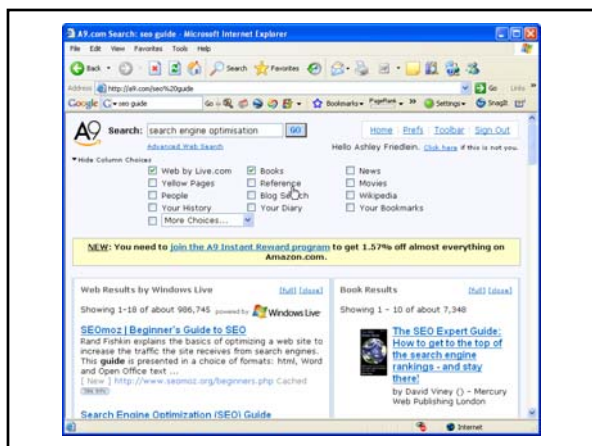 A9.com Search: seo guide - Microsoft Internet Explorer
File Edit View Favorites Tools Help
Back Search Favorites
Address http://a9.com/seo%20guide Go Links
Google seo guide Go Bookmarks PageRank Settings SnagIt
A9 Search: search engine optimisation GO Home Prefs Toolbar Sign Out
Advanced Web Search Hello Ashley Friedlein. Click here if this is not you.
Hide Column Choices
Web by Live.com Books News
Yellow Pages Reference Movies
People Blog Search Wikipedia
Your History Your Diary Your Bookmarks
More Choices...
NEW: You need to join the A9 Instant Reward program to get 1.57% off almost everything on
Amazon.com.
Web Results by Windows Live [full] [close] Book Results
Showing 1-18 of about 986,745 powered by Windows Live Showing 1 - 10 of about 7,348
SEOmoz | Beginner's Guide to SEO
Rand Fishkin explains the basics of optimizing a web site to
increase the traffic the site receives from search engines.
This guide is presented in a choice of formats: html, Word
and Open Office text ...
[ New ] http://www.seomoz.org/beginners.php Cached
Site info
Search Engine Optimization (SEO) Guide
The SEO Expert Guide:
How to get to the top of
the search engine
rankings - and stay
there!
by David Viney () - Mercury
Web Publishing London
Internet